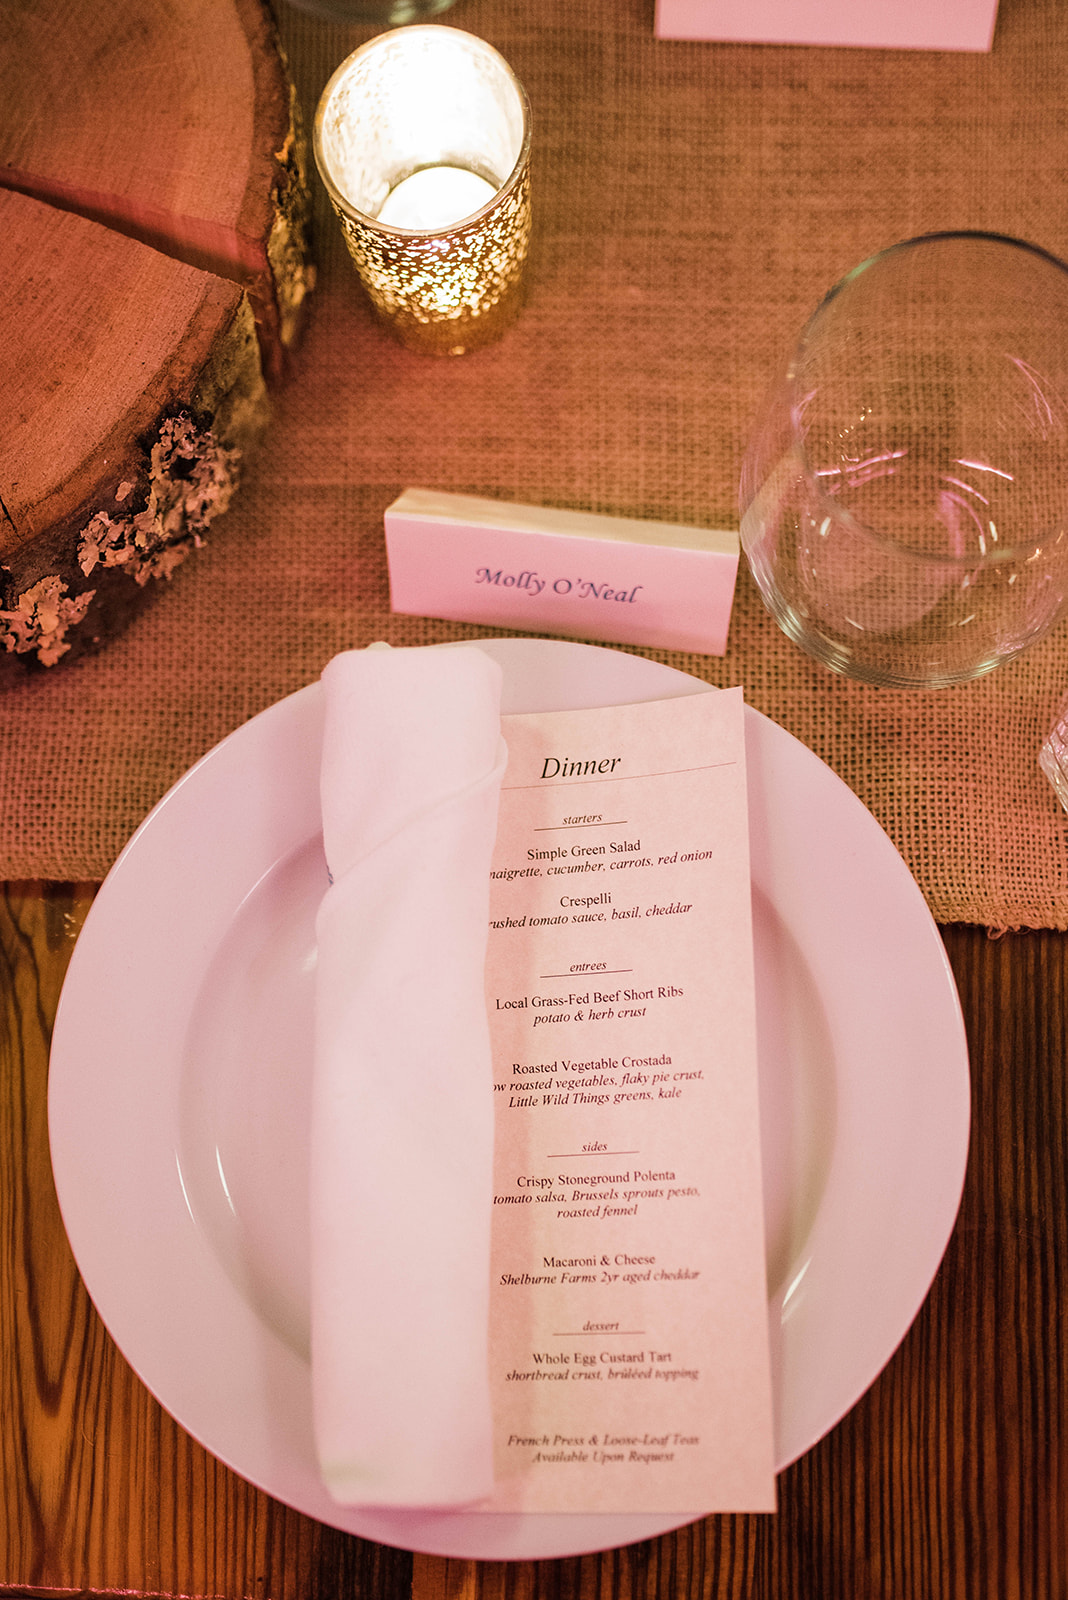 Molly O'Neal
Dinner
starters
Simple Green Salad
naigrette, cucumber, carrots, red onion
Crespelli
rushed tomato sauce, basil, cheddar
entrees
Local Grass-Fed Beef Short Ribs
potato & herb crust
Roasted Vegetable Crostada
ow roasted vegetables, flaky pie crust,
Little Wild Things greens, kale
sides
Crispy Stoneground Polenta
tomato salsa, Brussels sprouts pesto,
roasted fennel
Macaroni & Cheese
Shelburne Farms 2yr aged cheddar
dessert
Whole Egg Custard Tart
shortbread crust, brûléed topping
French Press & Loose-Leaf Teas
Available Upon Request